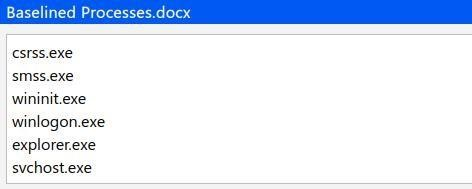 Baselined Processes.docx
csrss.exe
smss.exe
wininit.exe
winlogon.exe
explorer.exe
svchost.exe